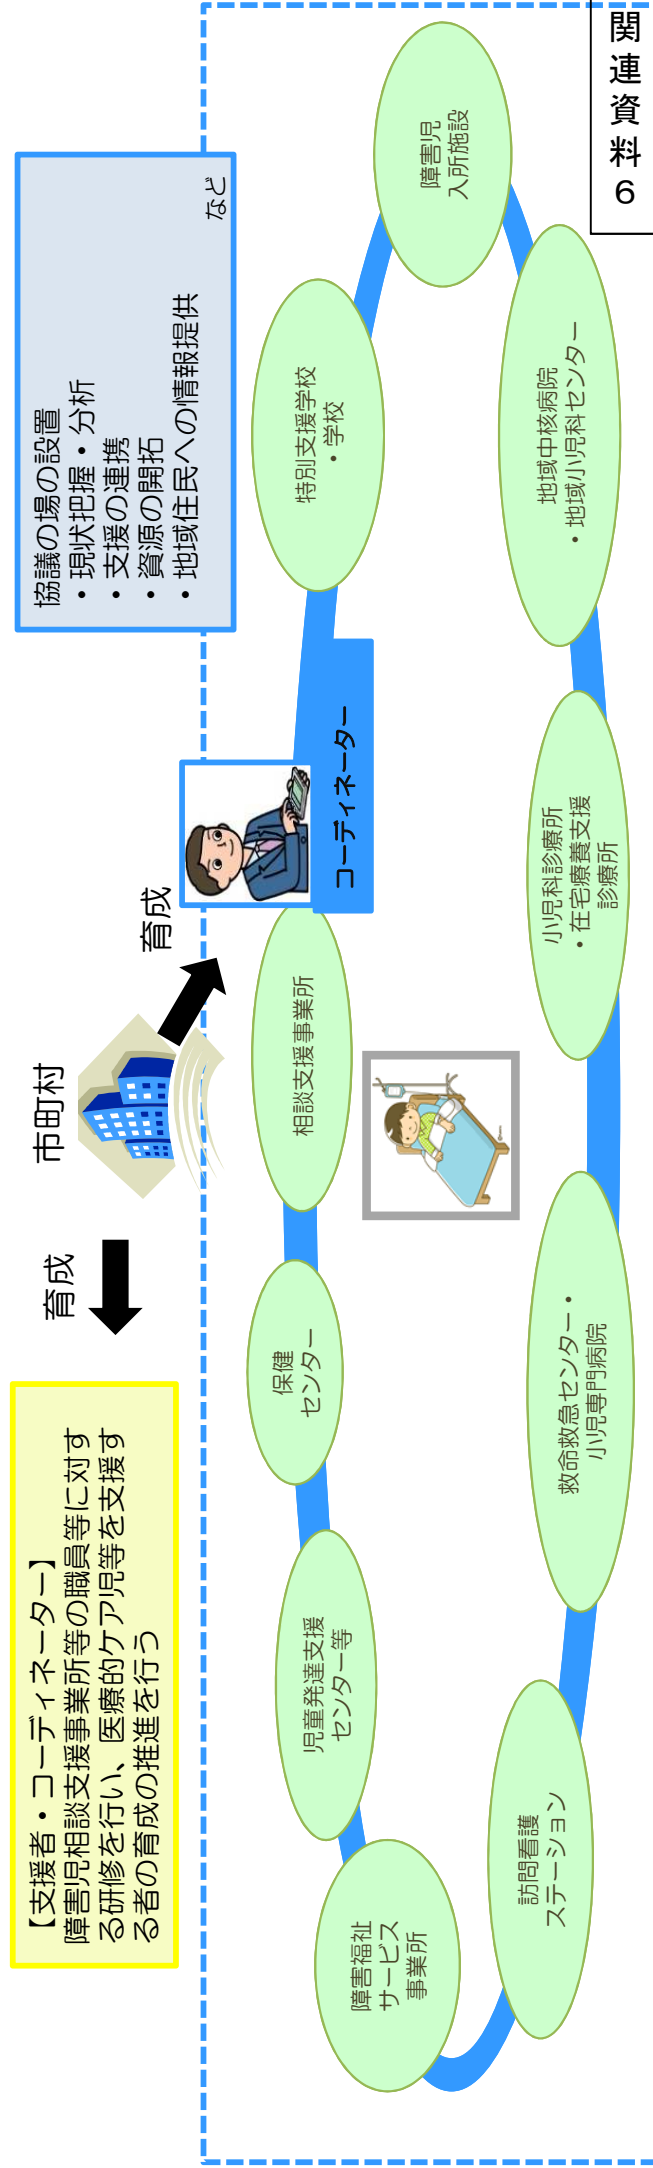 関連資料６
市町村
育成
育成
【支援者・コーディネーター】
障害児相談支援事業所等の職員等に対す
る研修を行い、医療的ケア児等を支援す
る者の育成の推進を行う
協議の場の設置
・現状把握・分析
・支援の連携
・資源の開拓
・地域住民への情報提供
など
コーディネーター
障害福祉
サービス
事業所
児童発達支援
センター等
保健
センター
相談支援事業所
特別支援学校
・学校
障害児
入所施設
訪問看護
ステーション
救命救急センター・
小児専門病院
小児科診療所
・在宅療養支援
診療所
地域中核病院
・地域小児科センター